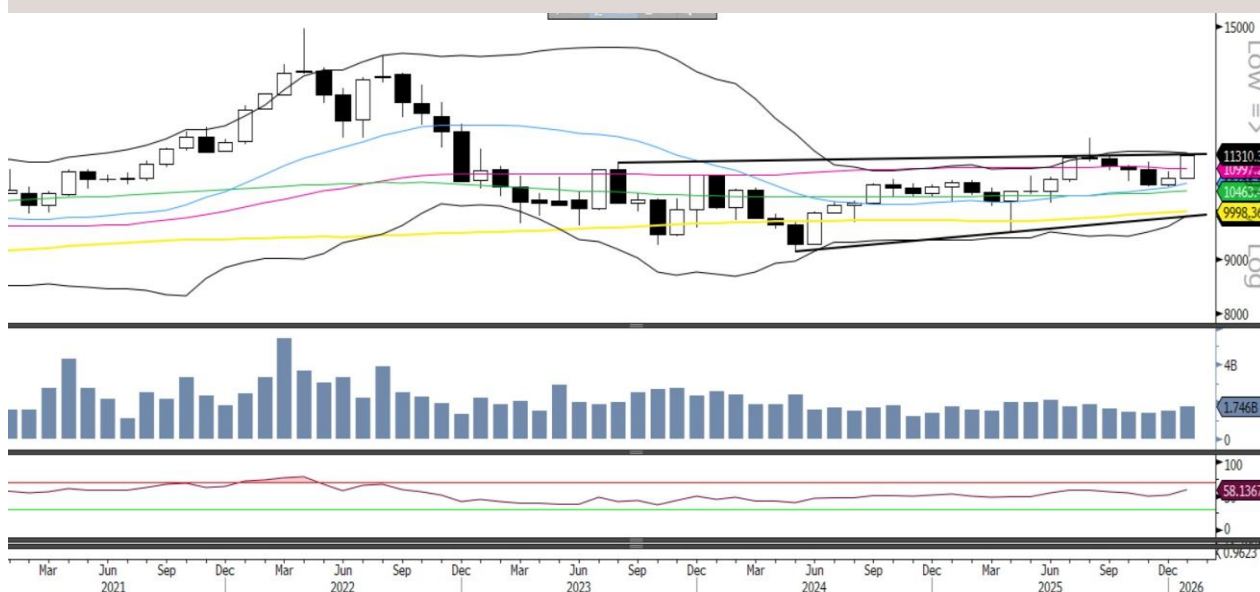 15000
Low =>
11310.
10997.
10463.
9998.36
9000
Log
8000
4B
1.746B
0
100
58.1367
0
0.9623
Mar Jun Sep Dec Mar Jun Sep Dec Mar Jun Sep Dec Mar Jun Sep Dec Mar Jun Sep Dec
2021 2022 2023 2024 2025 2026